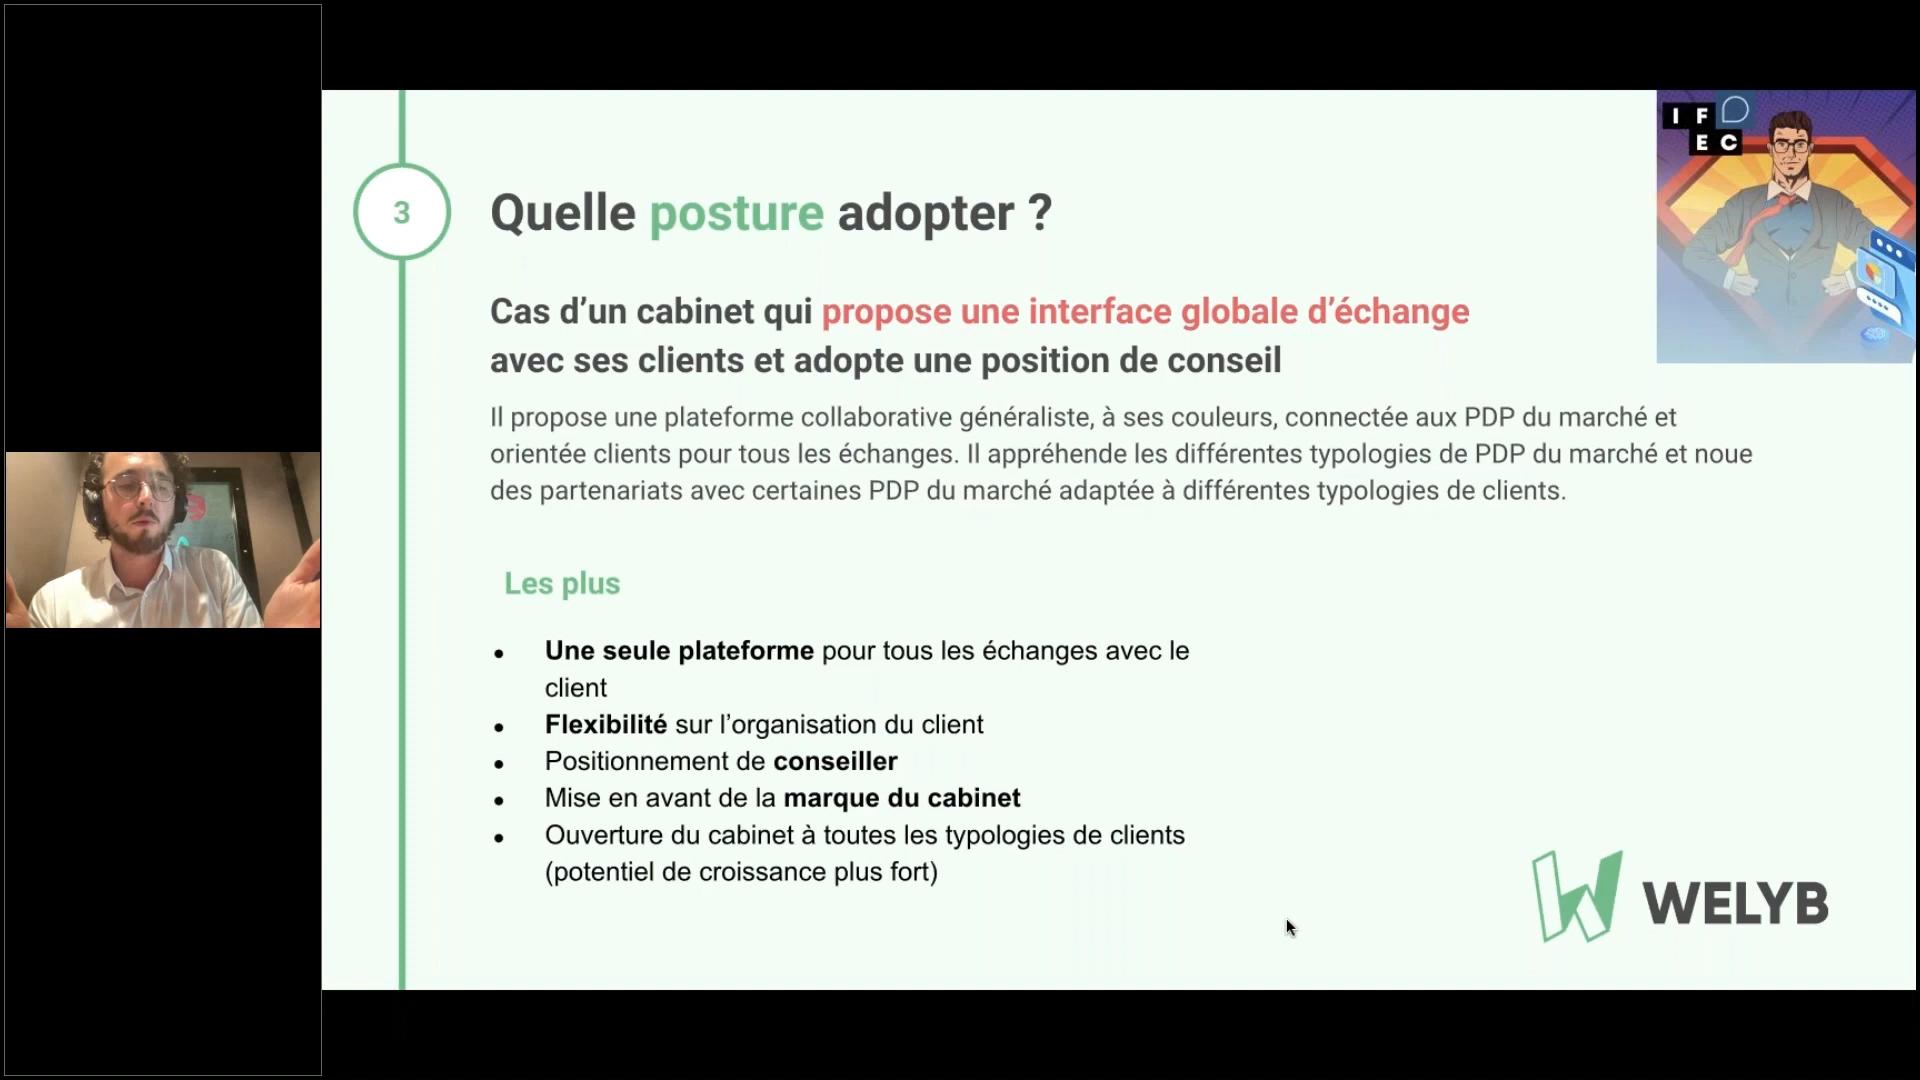 I F
E C
3
Quelle posture adopter ?
Cas d’un cabinet qui propose une interface globale d’échange
avec ses clients et adopte une position de conseil
Il propose une plateforme collaborative généraliste, à ses couleurs, connectée aux PDP du marché et
orientée clients pour tous les échanges. Il appréhende les différentes typologies de PDP du marché et noue
des partenariats avec certaines PDP du marché adaptée à différentes typologies de clients.
Les plus
● Une seule plateforme pour tous les échanges avec le
client
● Flexibilité sur l’organisation du client
● Positionnement de conseiller
● Mise en avant de la marque du cabinet
● Ouverture du cabinet à toutes les typologies de clients
(potentiel de croissance plus fort)
WELYB